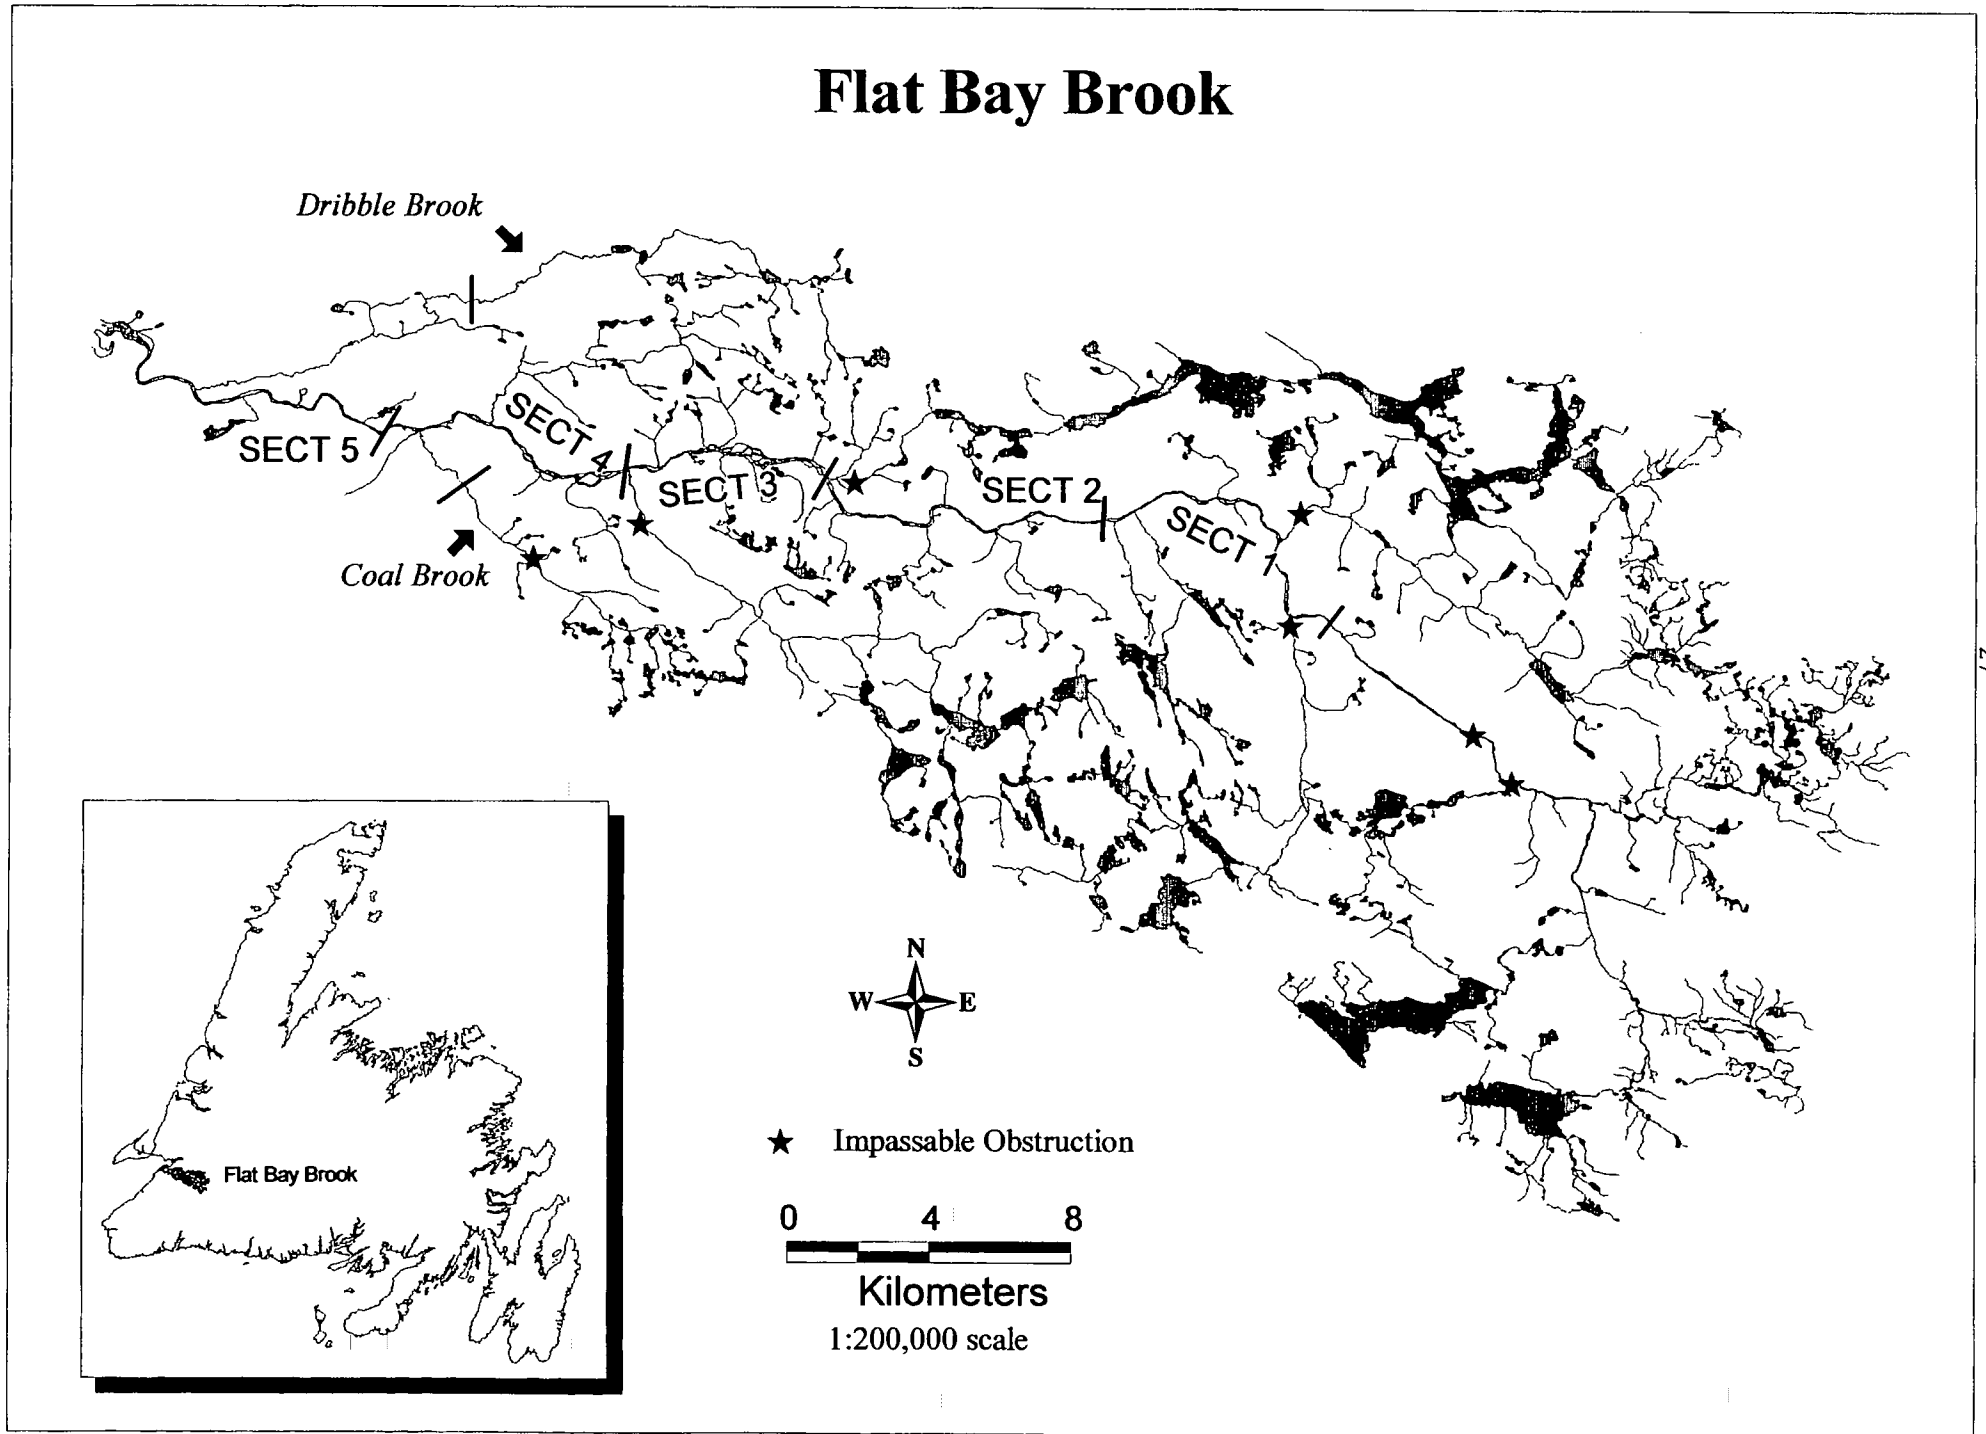 Flat Bay Brook
Dribble Brook
SECT 5
SECT 4
SECT 3
SECT 2
SECT 1
Coal Brook
N
W E
S
Flat Bay Brook
★ Impassable Obstruction
0 4 8
Kilometers
1:200,000 scale